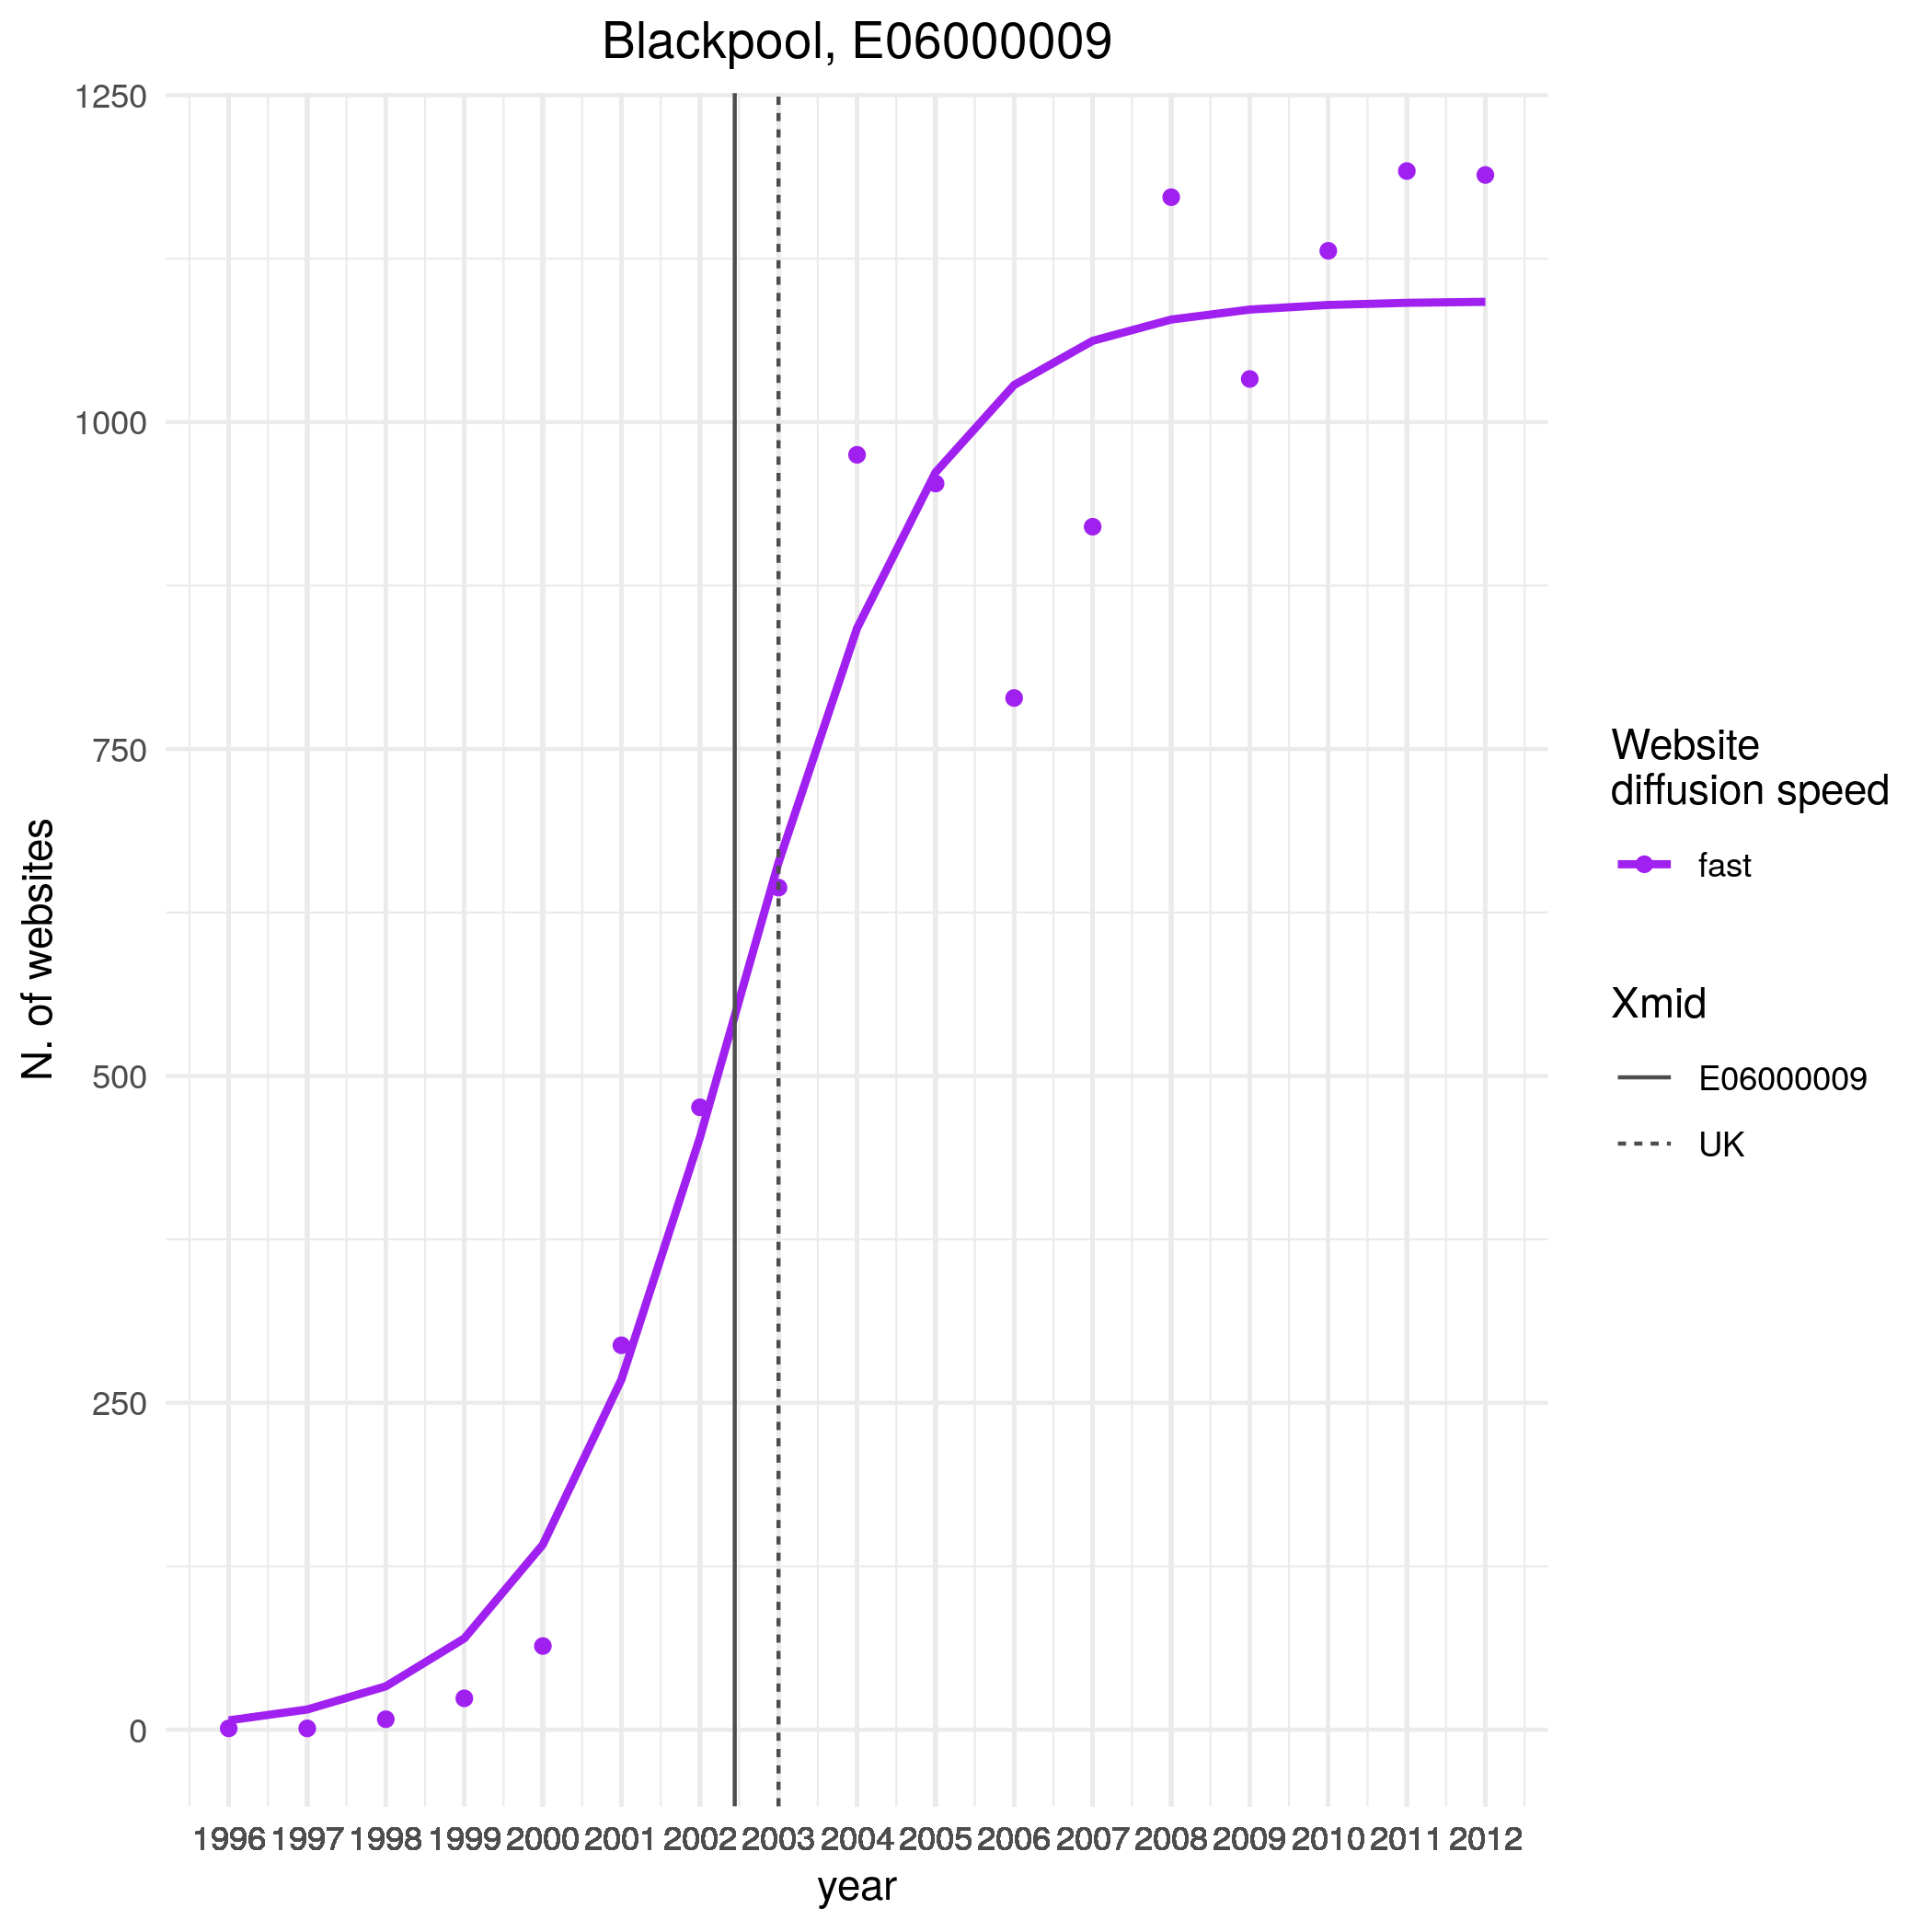 Blackpool, E06000009
1250
1000
750
500
250
0
N. of websites
1996 1997 1998 1999 2000 2001 2002 2003 2004 2005 2006 2007 2008 2009 2010 2011 2012
year
Website
diffusion speed
fast
Xmid
E06000009
UK